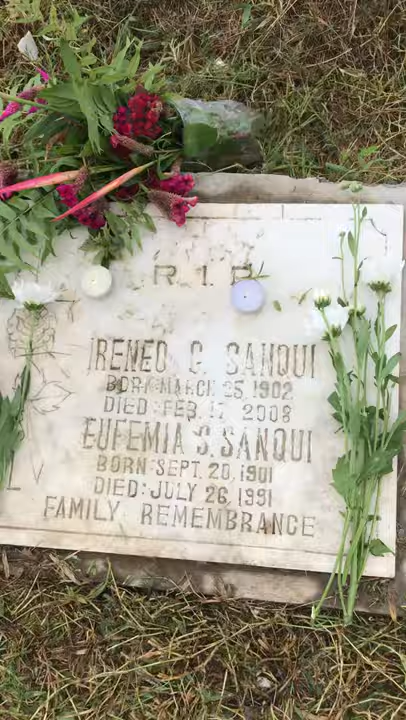 R.I.P
IRENEO C. SANQUI
BORN MARCH 25, 1902
DIED FEB. 17, 2008
EUFEMIA S. SANQUI
BORN: SEPT. 20, 1901
DIED: JULY 26, 1991
FAMILY REMEMBRANCE